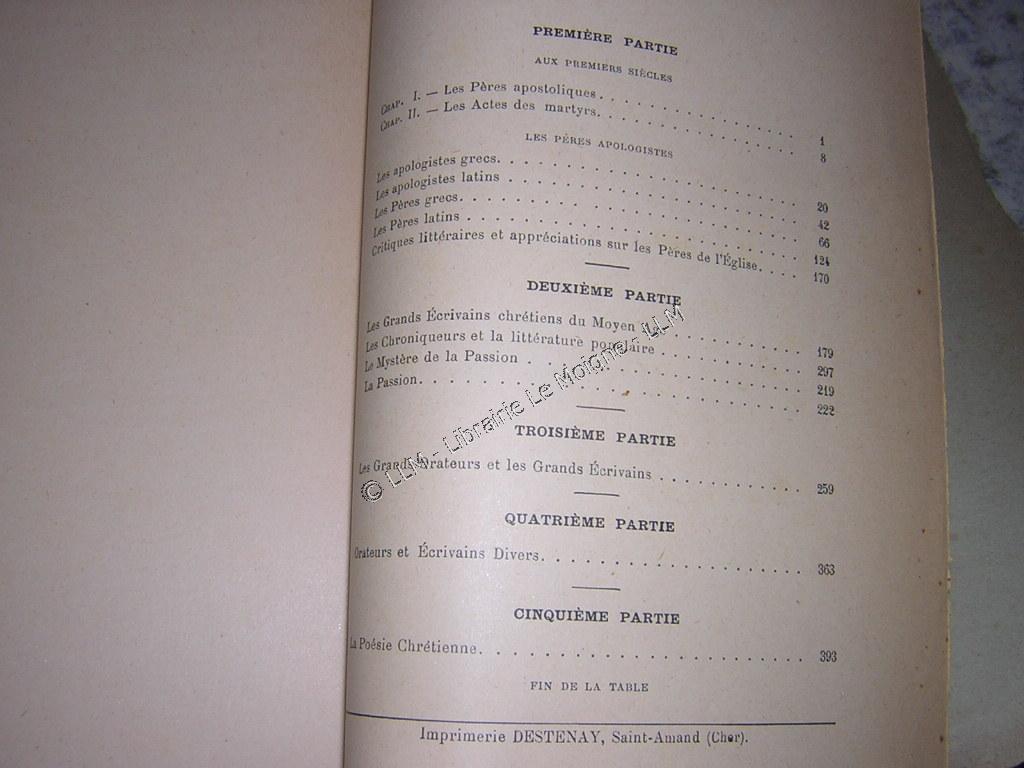 PREMIÈRE PARTIE
AUX PREMIERS SIÈCLES
CHAP. I. — Les Pères apostoliques . . . . . . . . . . . . . . . 1
CHAP. II. — Les Actes des martyrs. . . . . . . . . . . . . . . 8
LES PÈRES APOLOGISTES
Les apologistes grecs. . . . . . . . . . . . . . . . . . . . . 20
Les apologistes latins . . . . . . . . . . . . . . . . . . . . 42
Les Pères grecs. . . . . . . . . . . . . . . . . . . . . . . 66
Les Pères latins . . . . . . . . . . . . . . . . . . . . . . 124
Critiques littéraires et appréciations sur les Pères de l'Église. . . . 170
DEUXIÈME PARTIE
Les Grands Écrivains chrétiens du Moyen . . . . . . . . . 179
Les Chroniqueurs et la littérature populaire . . . . . . . . . 297
Le Mystère de la Passion . . . . . . . . . . . . . . . . . . 219
La Passion. . . . . . . . . . . . . . . . . . . . . . . . . 222
TROISIÈME PARTIE
Les Grands Orateurs et les Grands Écrivains . . . . . . . . . . 259
QUATRIÈME PARTIE
Orateurs et Écrivains Divers. . . . . . . . . . . . . . . . . . 363
CINQUIÈME PARTIE
La Poésie Chrétienne. . . . . . . . . . . . . . . . . . . . . 393
FIN DE LA TABLE
Imprimerie DESTENAY, Saint-Amand (Cher).
© LLM - Librairie Le Moigne - LLM